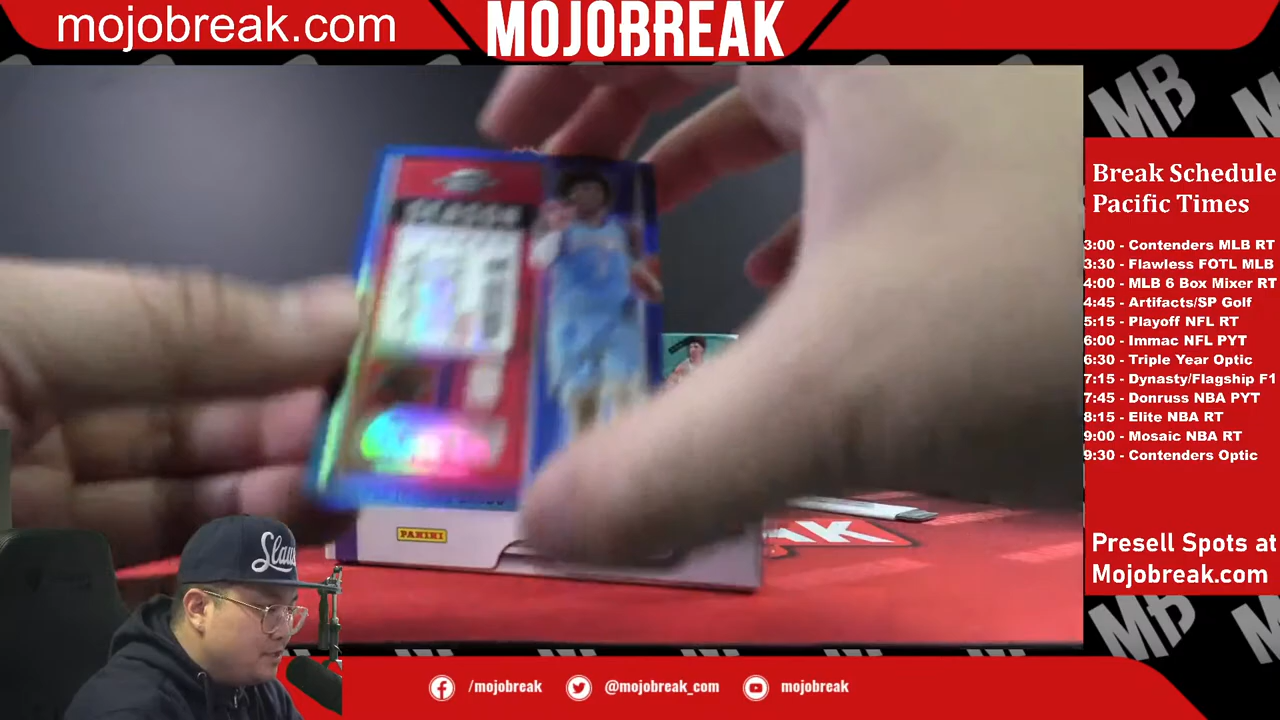 mojobreak.com
MOJOBREAK
MB
Break Schedule
Pacific Times
3:00 - Contenders MLB RT
3:30 - Flawless FOTL MLB
4:00 - MLB 6 Box Mixer RT
4:45 - Artifacts/SP Golf
5:15 - Playoff NFL RT
6:00 - Immac NFL PYT
6:30 - Triple Year Optic
7:15 - Dynasty/Flagship F1
7:45 - Donruss NBA PYT
8:15 - Elite NBA RT
9:00 - Mosaic NBA RT
9:30 - Contenders Optic
Presell Spots at
Mojobreak.com
MB
SEASON
PANINI
/mojobreak
@mojobreak_com
mojobreak